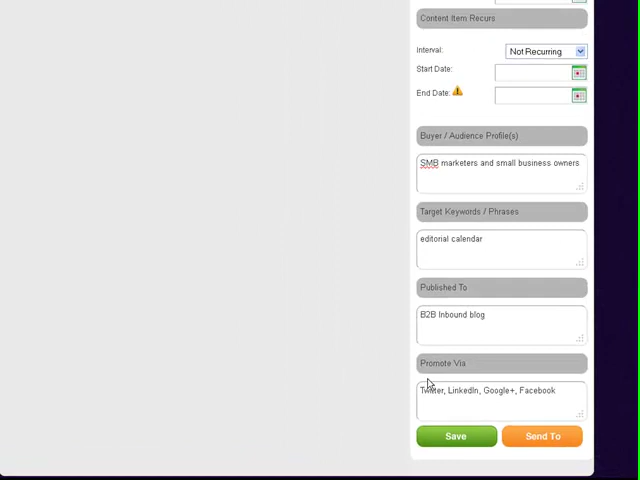 Content Item Recurs
Interval:
Not Recurring
Start Date:
End Date:
Buyer / Audience Profile(s)
SMB marketers and small business owners
Target Keywords / Phrases
editorial calendar
Published To
B2B Inbound blog
Promote Via
Twitter, LinkedIn, Google+, Facebook
Save
Send To